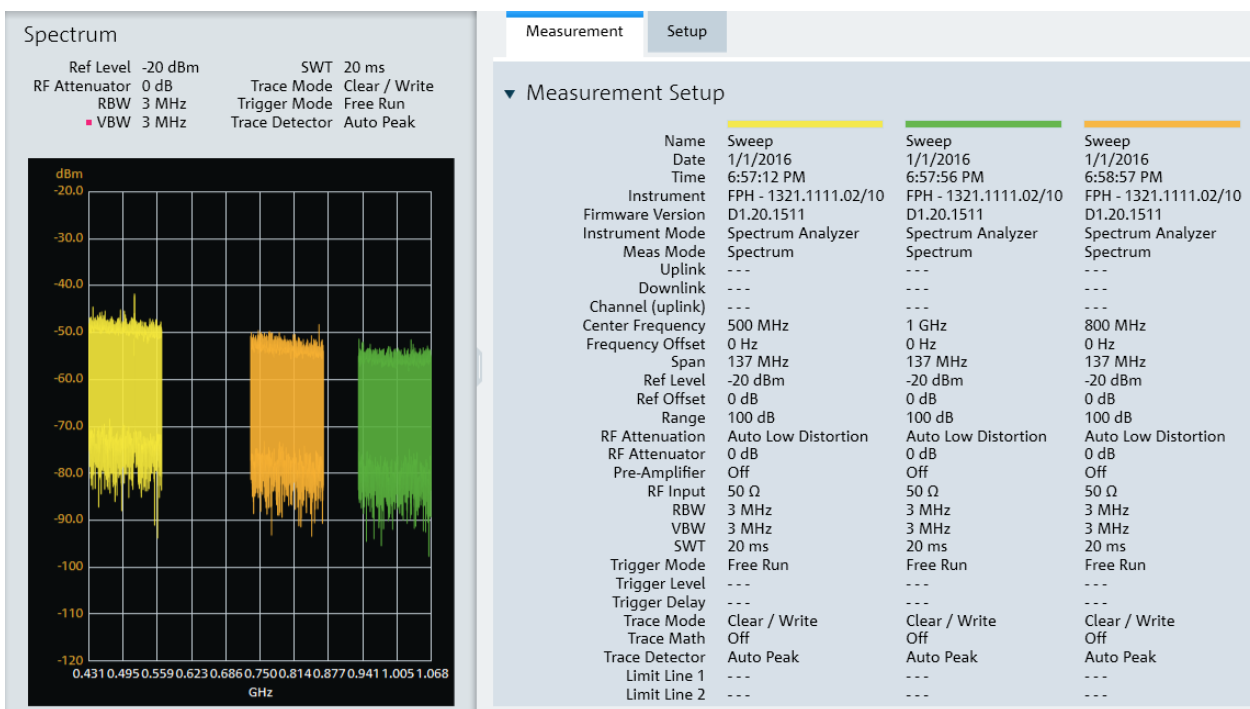 Spectrum
Ref Level -20 dBm SWT 20 ms
RF Attenuator 0 dB Trace Mode Clear / Write
RBW 3 MHz Trigger Mode Free Run
VBW 3 MHz Trace Detector Auto Peak
dBm
-20.0
-30.0
-40.0
-50.0
-60.0
-70.0
-80.0
-90.0
-100
-110
-120
0.431 0.495 0.559 0.623 0.686 0.750 0.814 0.877 0.941 1.005 1.068
GHz
Measurement Setup
Measurement Setup
Name Sweep Sweep Sweep
Date 1/1/2016 1/1/2016 1/1/2016
Time 6:57:12 PM 6:57:56 PM 6:58:57 PM
Instrument FPH - 1321.1111.02/10 FPH - 1321.1111.02/10 FPH - 1321.1111.02/10
Firmware Version D1.20.1511 D1.20.1511 D1.20.1511
Instrument Mode Spectrum Analyzer Spectrum Analyzer Spectrum Analyzer
Meas Mode Spectrum Spectrum Spectrum
Uplink --- --- ---
Downlink --- --- ---
Channel (uplink) --- --- ---
Center Frequency 500 MHz 1 GHz 800 MHz
Frequency Offset 0 Hz 0 Hz 0 Hz
Span 137 MHz 137 MHz 137 MHz
Ref Level -20 dBm -20 dBm -20 dBm
Ref Offset 0 dB 0 dB 0 dB
Range 100 dB 100 dB 100 dB
RF Attenuation Auto Low Distortion Auto Low Distortion Auto Low Distortion
RF Attenuator 0 dB 0 dB 0 dB
Pre-Amplifier Off Off Off
RF Input 50 Ω 50 Ω 50 Ω
RBW 3 MHz 3 MHz 3 MHz
VBW 3 MHz 3 MHz 3 MHz
SWT 20 ms 20 ms 20 ms
Trigger Mode Free Run Free Run Free Run
Trigger Level --- --- ---
Trigger Delay --- --- ---
Trace Mode Clear / Write Clear / Write Clear / Write
Trace Math Off Off Off
Trace Detector Auto Peak Auto Peak Auto Peak
Limit Line 1 --- --- ---
Limit Line 2 --- --- ---